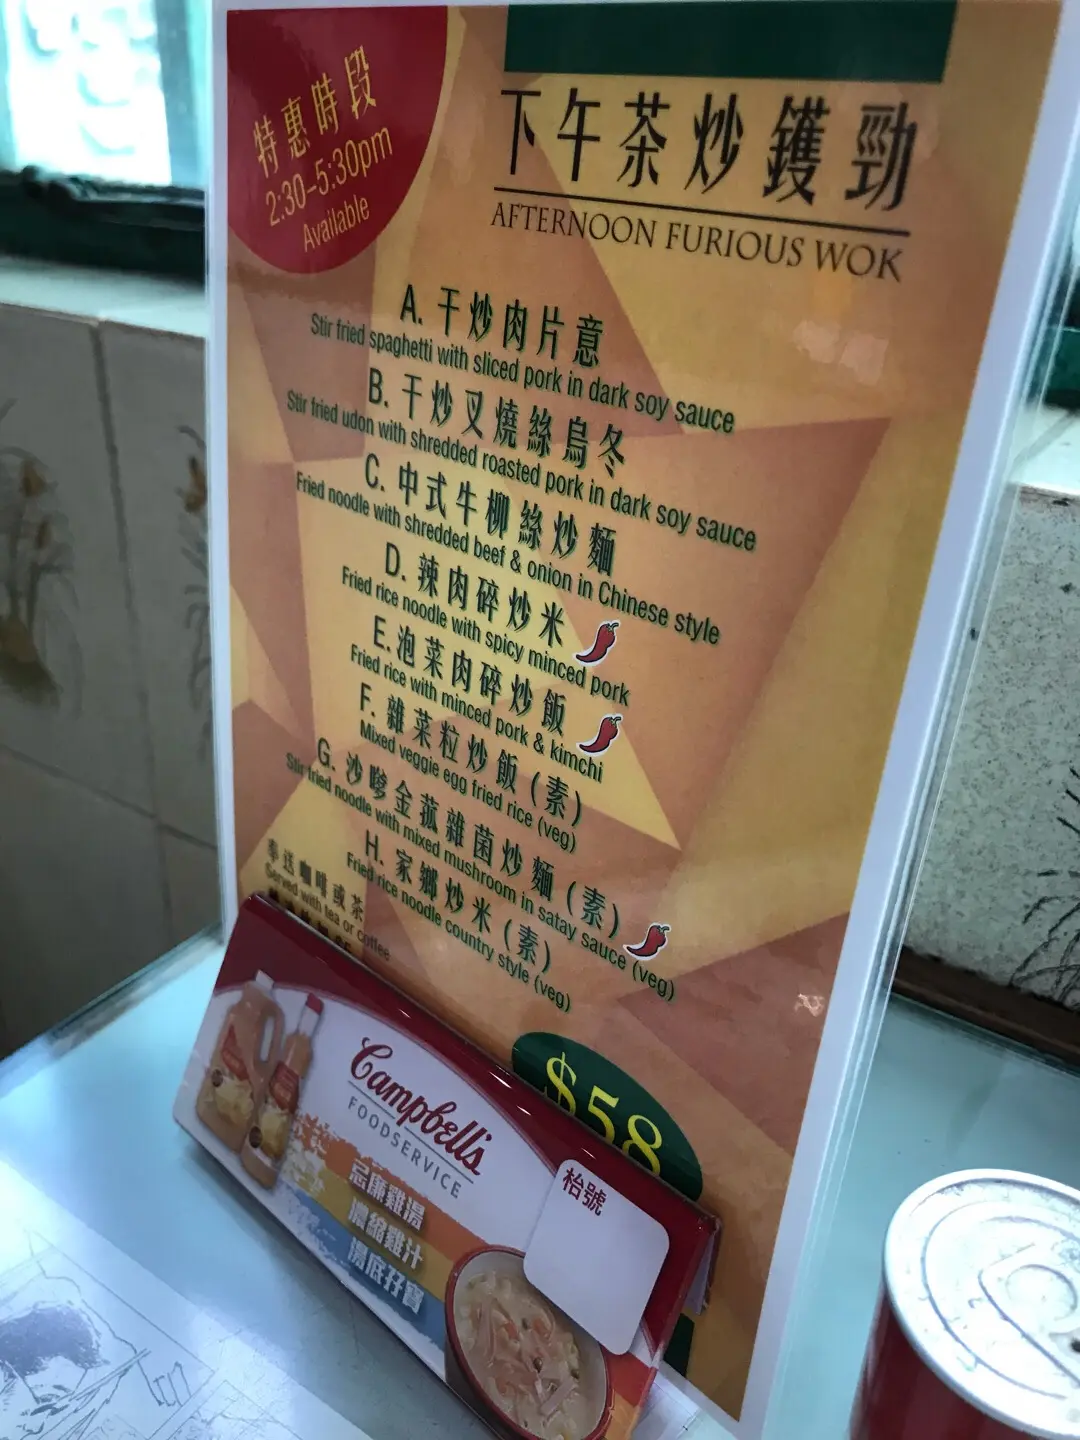 特惠時段
2:30-5:30pm
Available
下午茶炒鑊勁
AFTERNOON FURIOUS WOK
A. 干炒肉片意
Stir fried spaghetti with sliced pork in dark soy sauce
B. 干炒叉燒絲烏冬
Stir fried udon with shredded roasted pork in dark soy sauce
C. 中式牛柳絲炒麵
Fried noodle with shredded beef & onion in Chinese style
D. 辣肉碎炒米
Fried rice noodle with spicy minced pork
E. 泡菜肉碎炒飯
Fried rice with minced pork & kimchi
F. 雜菜粒炒飯 (素)
Mixed veggie egg fried rice (veg)
G. 沙嗲金菰雜菌炒麵 (素)
Stir fried noodle with mixed mushroom in satay sauce (veg)
H. 家鄉炒米 (素)
Fried rice noodle country style (veg)
奉送咖啡或茶
Served with tea or coffee
$58
Campbell's
FOODSERVICE
枱號